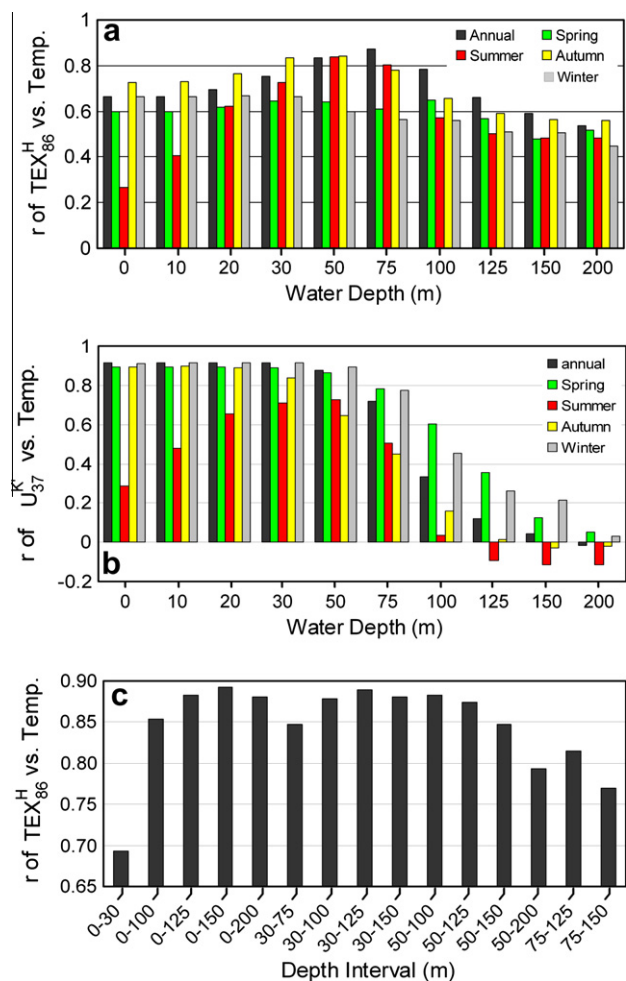 a
Annual
Spring
Summer
Autumn
Winter
r of TEX₈₆ᴴ vs. Temp.
1
0.8
0.6
0.4
0.2
0
0 10 20 30 50 75 100 125 150 200
Water Depth (m)
annual
Spring
Summer
Autumn
Winter
r of U₃₇ᴷ' vs. Temp.
1
0.8
0.6
0.4
0.2
0
-0.2
b
0 10 20 30 50 75 100 125 150 200
Water Depth (m)
c
r of TEX₈₆ᴴ vs. Temp.
0.90
0.85
0.80
0.75
0.70
0.65
0-30 0-100 0-125 0-150 0-200 30-75 30-100 30-125 30-150 50-100 50-125 50-150 50-200 75-125 75-150
Depth Interval (m)